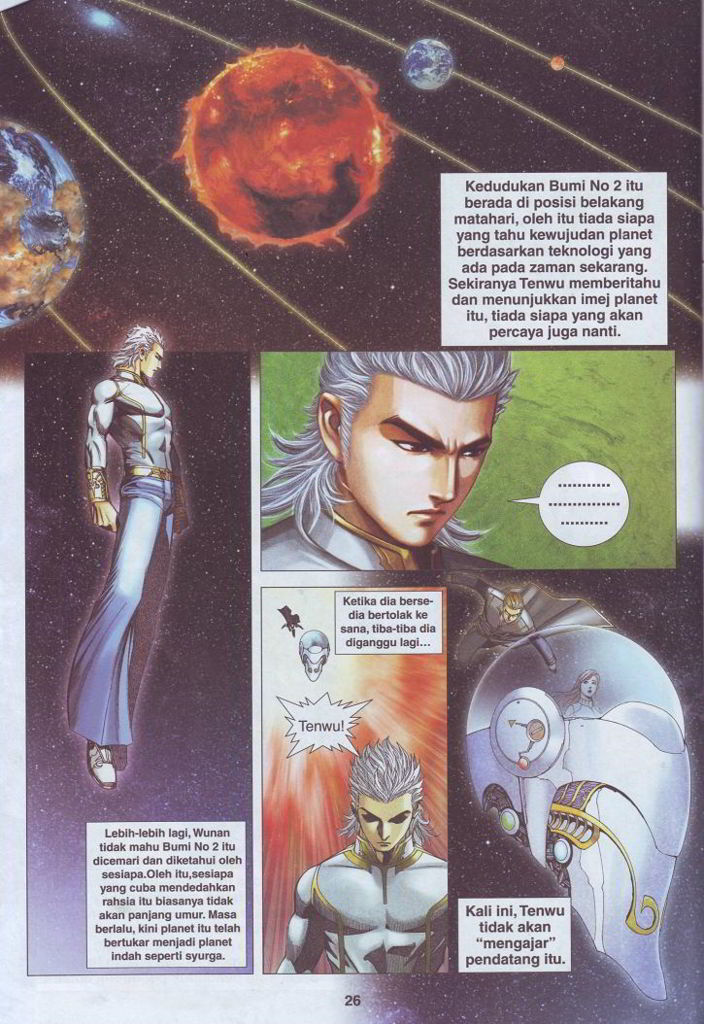 Kedudukan Bumi No 2 itu
berada di posisi belakang
matahari, oleh itu tiada siapa
yang tahu kewujudan planet
berdasarkan teknologi yang
ada pada zaman sekarang.
Sekiranya Tenwu memberitahu
dan menunjukkan imej planet
itu, tiada siapa yang akan
percaya juga nanti.
...........
...............
..........
Lebih-lebih lagi, Wunan
tidak mahu Bumi No 2 itu
dicemari dan diketahui oleh
sesiapa.Oleh itu,sesiapa
yang cuba mendedahkan
rahsia itu biasanya tidak
akan panjang umur. Masa
berlalu, kini planet itu telah
bertukar menjadi planet
indah seperti syurga.
Ketika dia berse-
dia bertolak ke
sana, tiba-tiba dia
diganggu lagi...
Tenwu!
Kali ini, Tenwu
tidak akan
“mengajar”
pendatang itu.
26